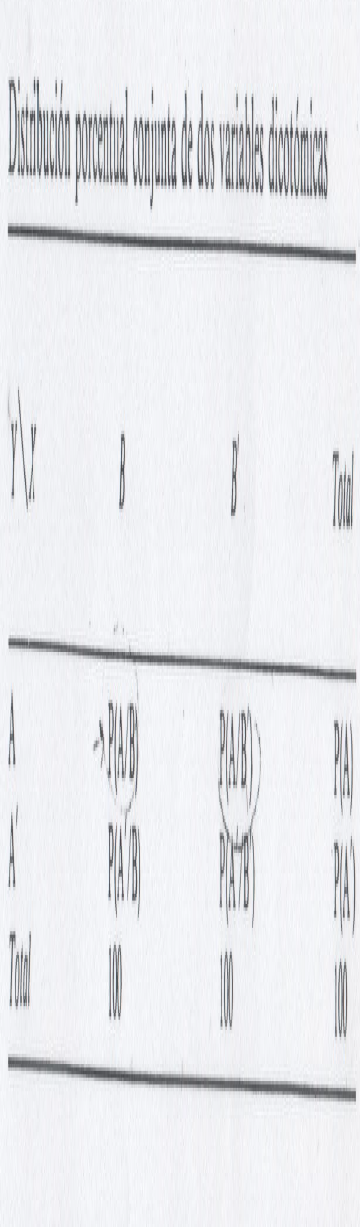 Distribución porcentual conjunta de dos variables dicotómicas
Y\X B B' Total
A P(A/B) P(A/B') P(A)
A' P(A'/B) P(A'/B') P(A')
Total 100 100 100